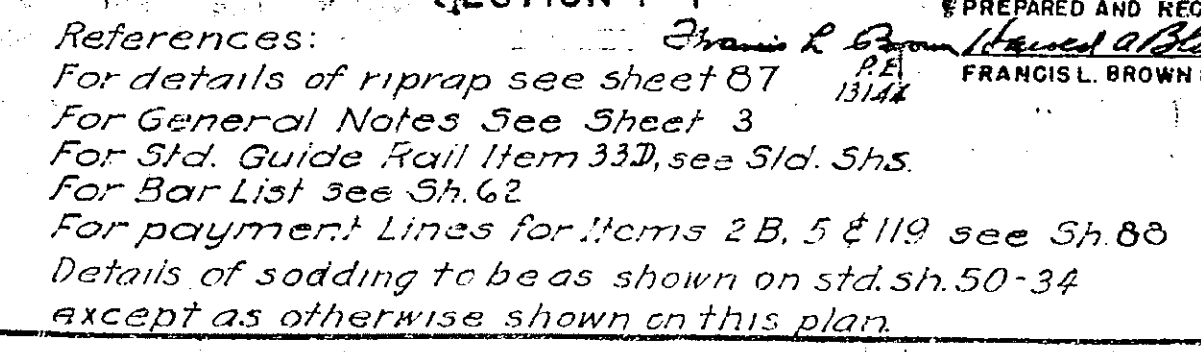 SECTION
PREPARED AND REC
References:
Francis L Brown
P.E.
FRANCIS L. BROWN
For details of riprap see sheet 87
For General Notes See Sheet 3
For Std. Guide Rail Item 33D, see Std. Shs.
For Bar List see Sh. 62
For payment Lines for Items 2B, 5 & 119 see Sh. 88
Details of sodding to be as shown on std. sh. 50-34
except as otherwise shown on this plan.